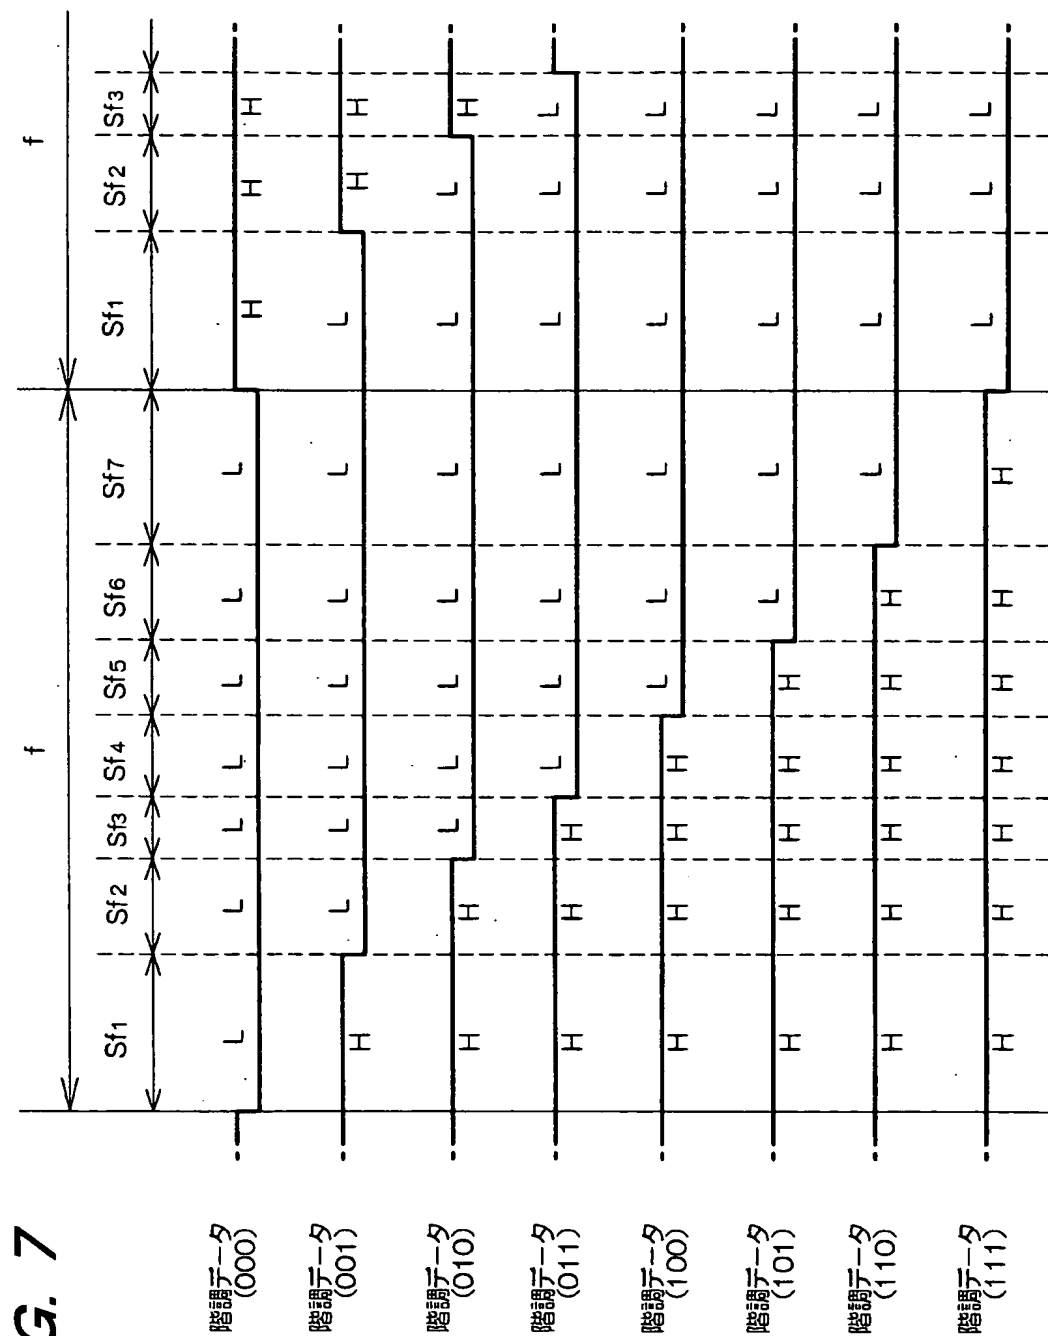 G. 7
f f
Sf1 Sf2 Sf3 Sf4 Sf5 Sf6 Sf7 Sf1 Sf2 Sf3
階調データ
(000)
L L L L L L L H H H
階調データ
(001)
H L L L L L L L H H
階調データ
(010)
H H L L L L L L L H
階調データ
(011)
H H H L L L L L L L
階調データ
(100)
H H H H L L L L L L
階調データ
(101)
H H H H H L L L L L
階調データ
(110)
H H H H H H L L L L
階調データ
(111)
H H H H H H H L L L